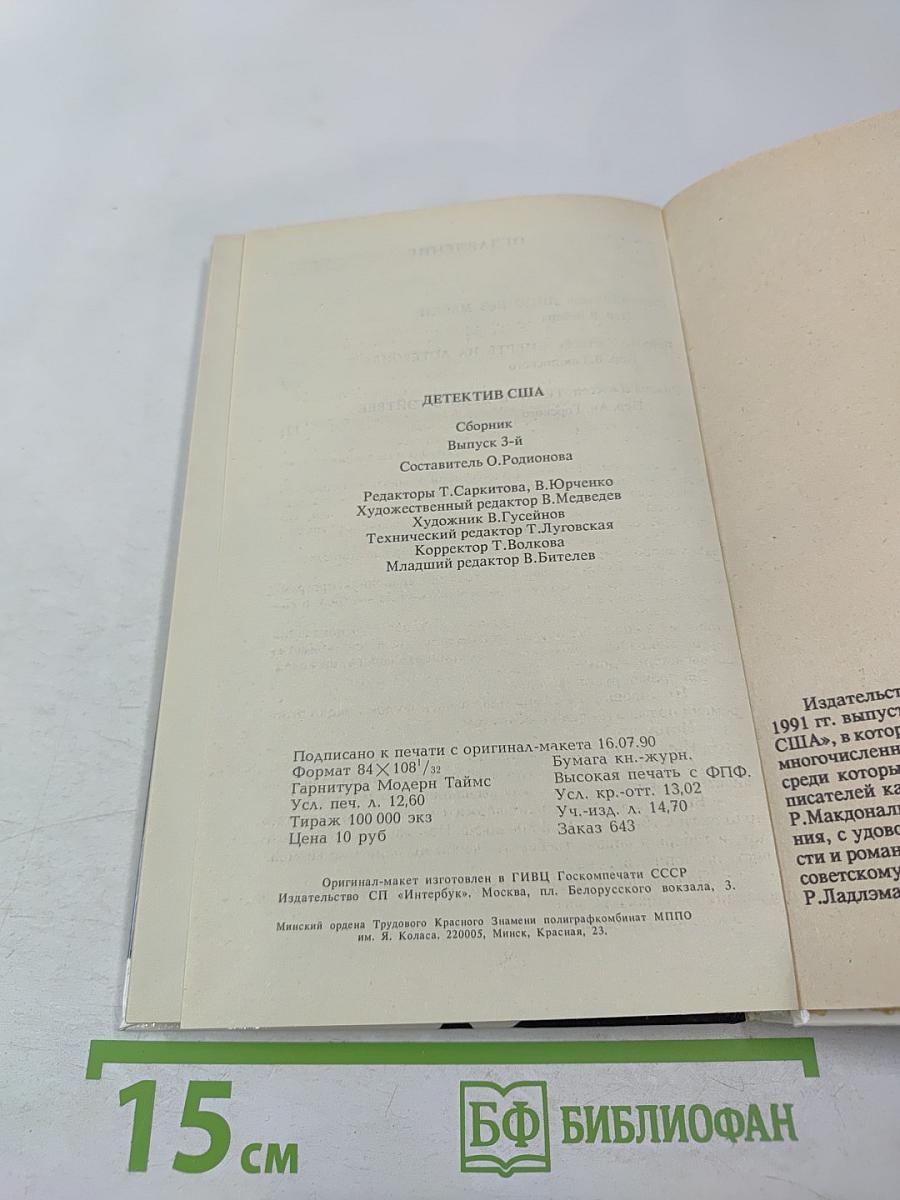 ДЕТЕКТИВ США
Сборник
Выпуск 3-й
Составитель О.Родионова
Редакторы Т.Саркитова, В.Юрченко
Художественный редактор В.Медведев
Художник В.Гусейнов
Технический редактор Т.Луговская
Корректор Т.Волкова
Младший редактор В.Бителев
Подписано к печати с оригинал-макета 16.07.90
Формат 84×108 1/32
Бумага кн.-журн.
Гарнитура Модерн Таймс
Высокая печать с ФПФ.
Усл. печ. л. 12,60
Усл. кр.-отт. 13,02
Тираж 100 000 экз
Уч.-изд. л. 14,70
Цена 10 руб
Заказ 643
Оригинал-макет изготовлен в ГИВЦ Госкомпечати СССР
Издательство СП «Интербук». Москва, пл. Белорусского вокзала, 3.
Минский ордена Трудового Красного Знамени полиграфкомбинат МППО
им. Я. Коласа. 220005, Минск, Красная, 23.
Издательст
1991 гг. выпуст
США», в котор
многочисленн
среди которы
писателей ка
Р.Макдональ
ния, с удово
сти и роман
советскому
Р.Ладлэма
15 см
БФ БИБЛИОФАН